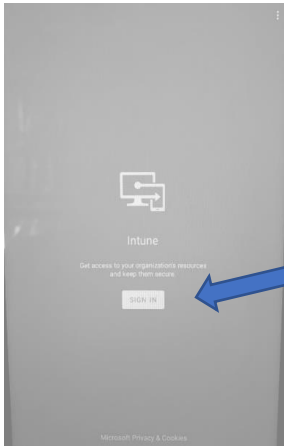 Intune
Get access to your organization's resources
and keep them secure.
SIGN IN
Microsoft Privacy & Cookies